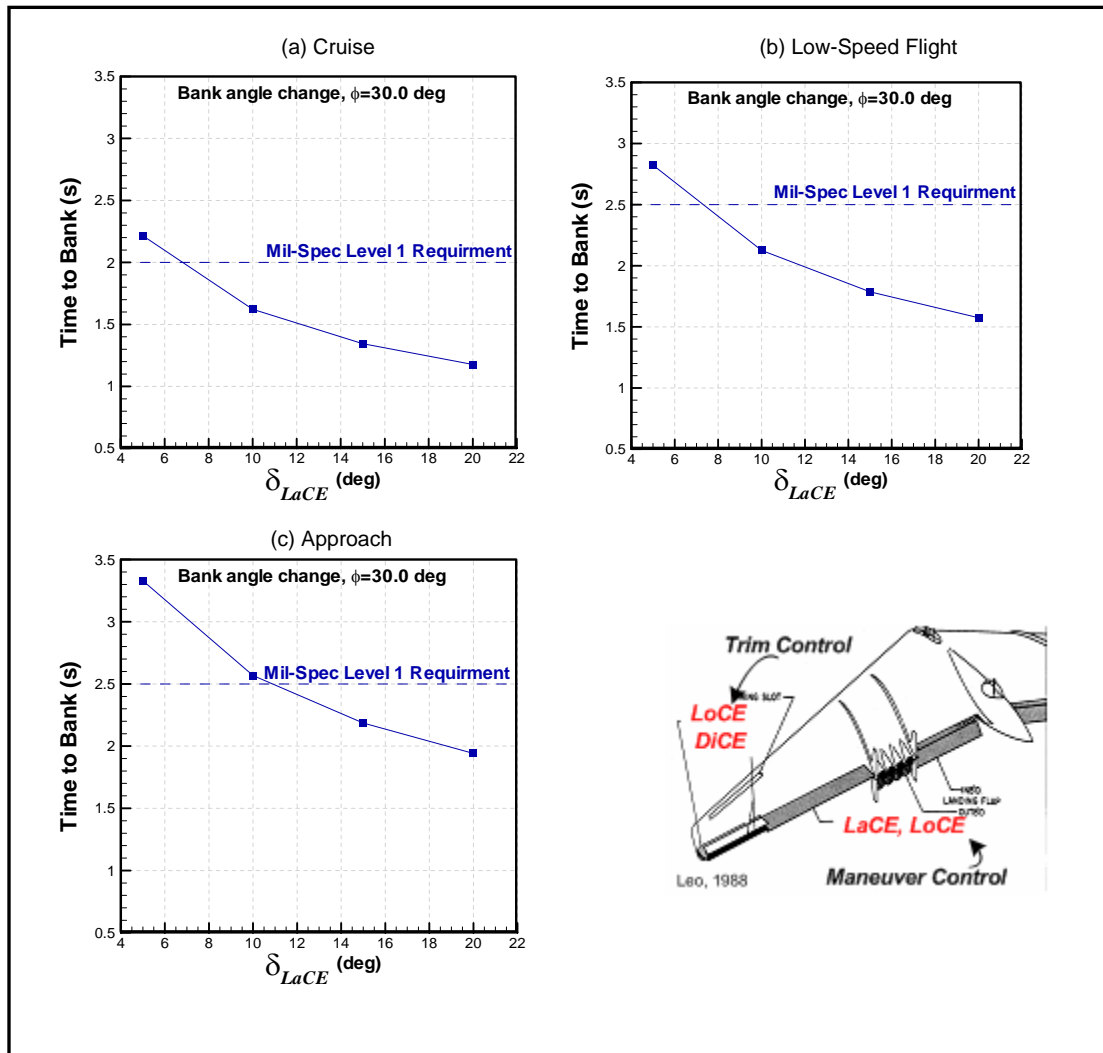 (a) Cruise
Bank angle change, ϕ=30.0 deg
Mil-Spec Level 1 Requirment
Time to Bank (s)
3.5
3
2.5
2
1.5
1
0.5
4 6 8 10 12 14 16 18 20 22
δLaCE (deg)
(b) Low-Speed Flight
Bank angle change, ϕ=30.0 deg
Mil-Spec Level 1 Requirment
Time to Bank (s)
3.5
3
2.5
2
1.5
1
0.5
4 6 8 10 12 14 16 18 20 22
δLaCE (deg)
(c) Approach
Bank angle change, ϕ=30.0 deg
Mil-Spec Level 1 Requirment
Time to Bank (s)
3.5
3
2.5
2
1.5
1
0.5
4 6 8 10 12 14 16 18 20 22
δLaCE (deg)
Trim Control
SLOT
LoCE
DiCE
INB'D
LANDING FLAP
OUTB'D
LaCE, LoCE
Leo, 1988
Maneuver Control